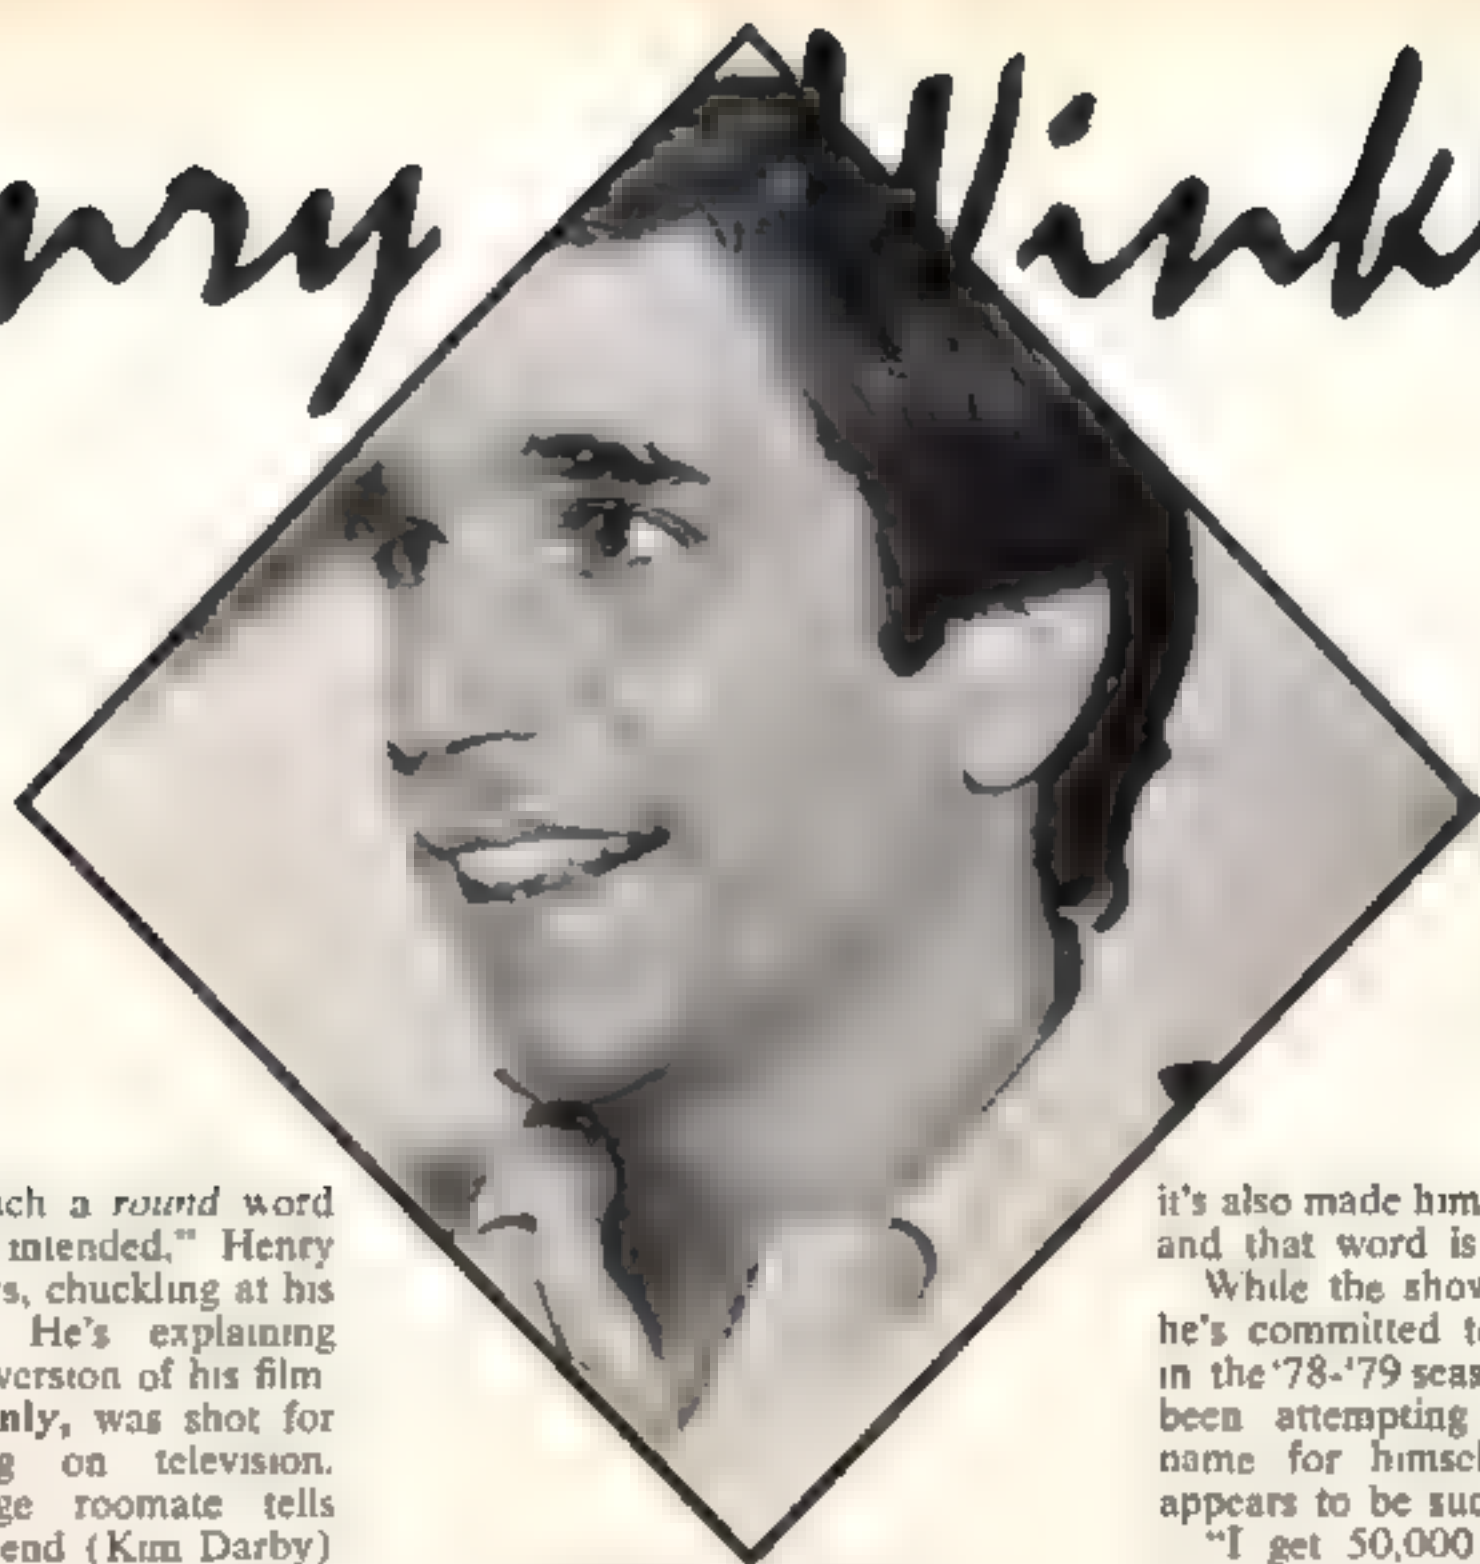 nry Wink
ch a round word
intended," Henry
s, chuckling at his
He's explaining
version of his film
nly, was shot for
g on television.
ge roomate tells
end (Kim Darby)
it's also made him
and that word is
While the show
he's committed to
in the '78-'79 seas
been attempting
name for himsel
appears to be suc
"I get 50,000